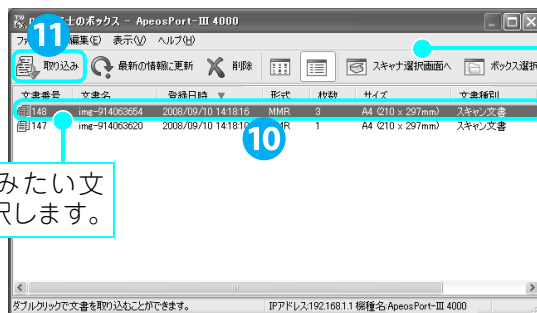 士のボックス - ApeosPort-III 4000
11
編集(E) 表示(V) ヘルプ(H)
取り込み 最新の情報に更新 削除 スキャナ選択画面へ ボックス選択
文書番号 文書名 登録日時 ▼ 形式 枚数 サイズ 文書種別
148 img-914063654 2008/09/10 14:18:16 MMR 3 A4 (210 x 297mm) スキャン文書
147 img-914063620 2008/09/10 14:18:10 MMR 1 A4 (210 x 297mm) スキャン文書
10
みたい文
択します。
ダブルクリックで文書を取り込むことができます。 IPアドレス:192.168.1.1 機種名:ApeosPort-III 4000